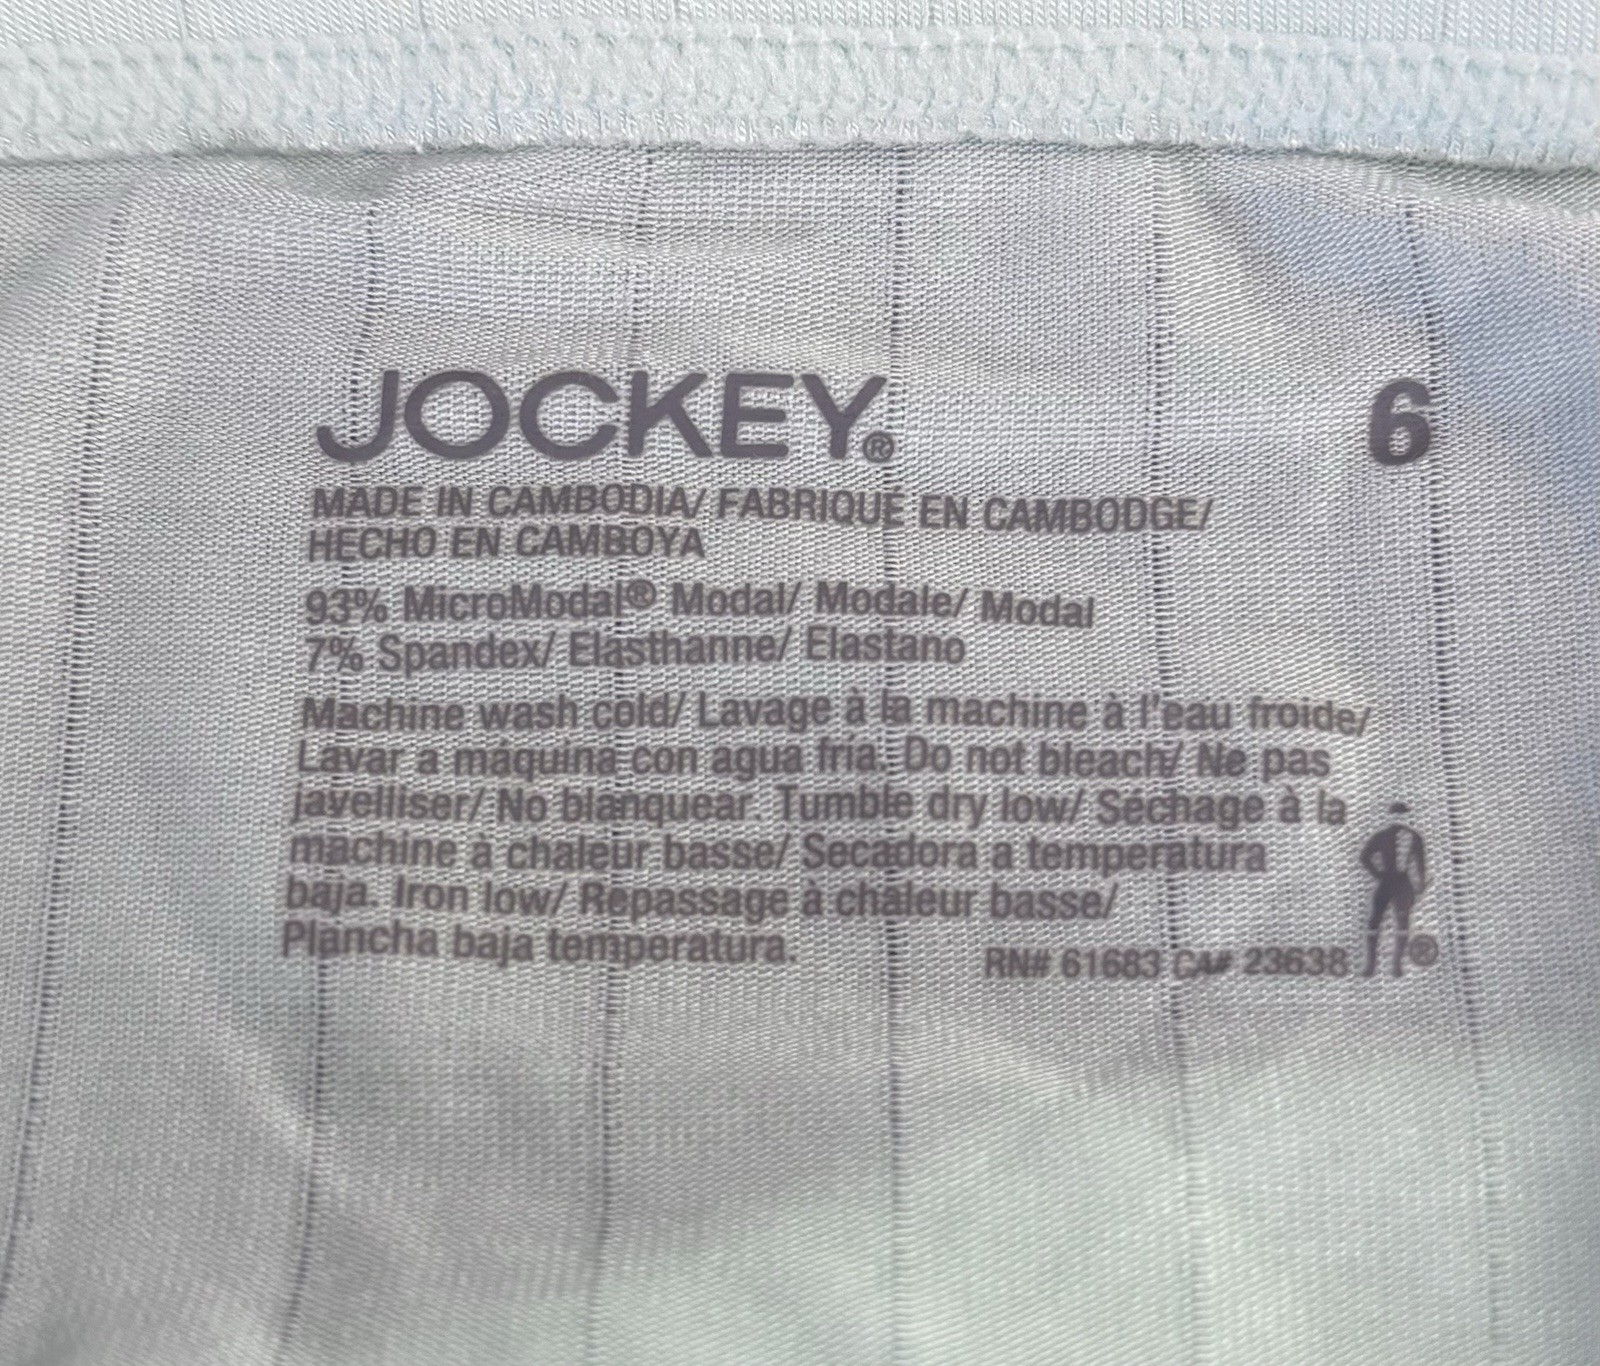 JOCKEY® 6
MADE IN CAMBODIA/ FABRIQUÉ EN CAMBODGE/
HECHO EN CAMBOYA
93% MicroModal® Modal/ Modale/ Modal
7% Spandex/ Elasthanne/ Elastano
Machine wash cold/ Lavage à la machine à l'eau froide/
Lavar a máquina con agua fría. Do not bleach/ Ne pas
javelliser/ No blanquear. Tumble dry low/ Séchage à la
machine à chaleur basse/ Secadora a temperatura
baja. Iron low/ Repassage à chaleur basse/
Plancha baja temperatura.
RN# 61683 CA# 23638 ®